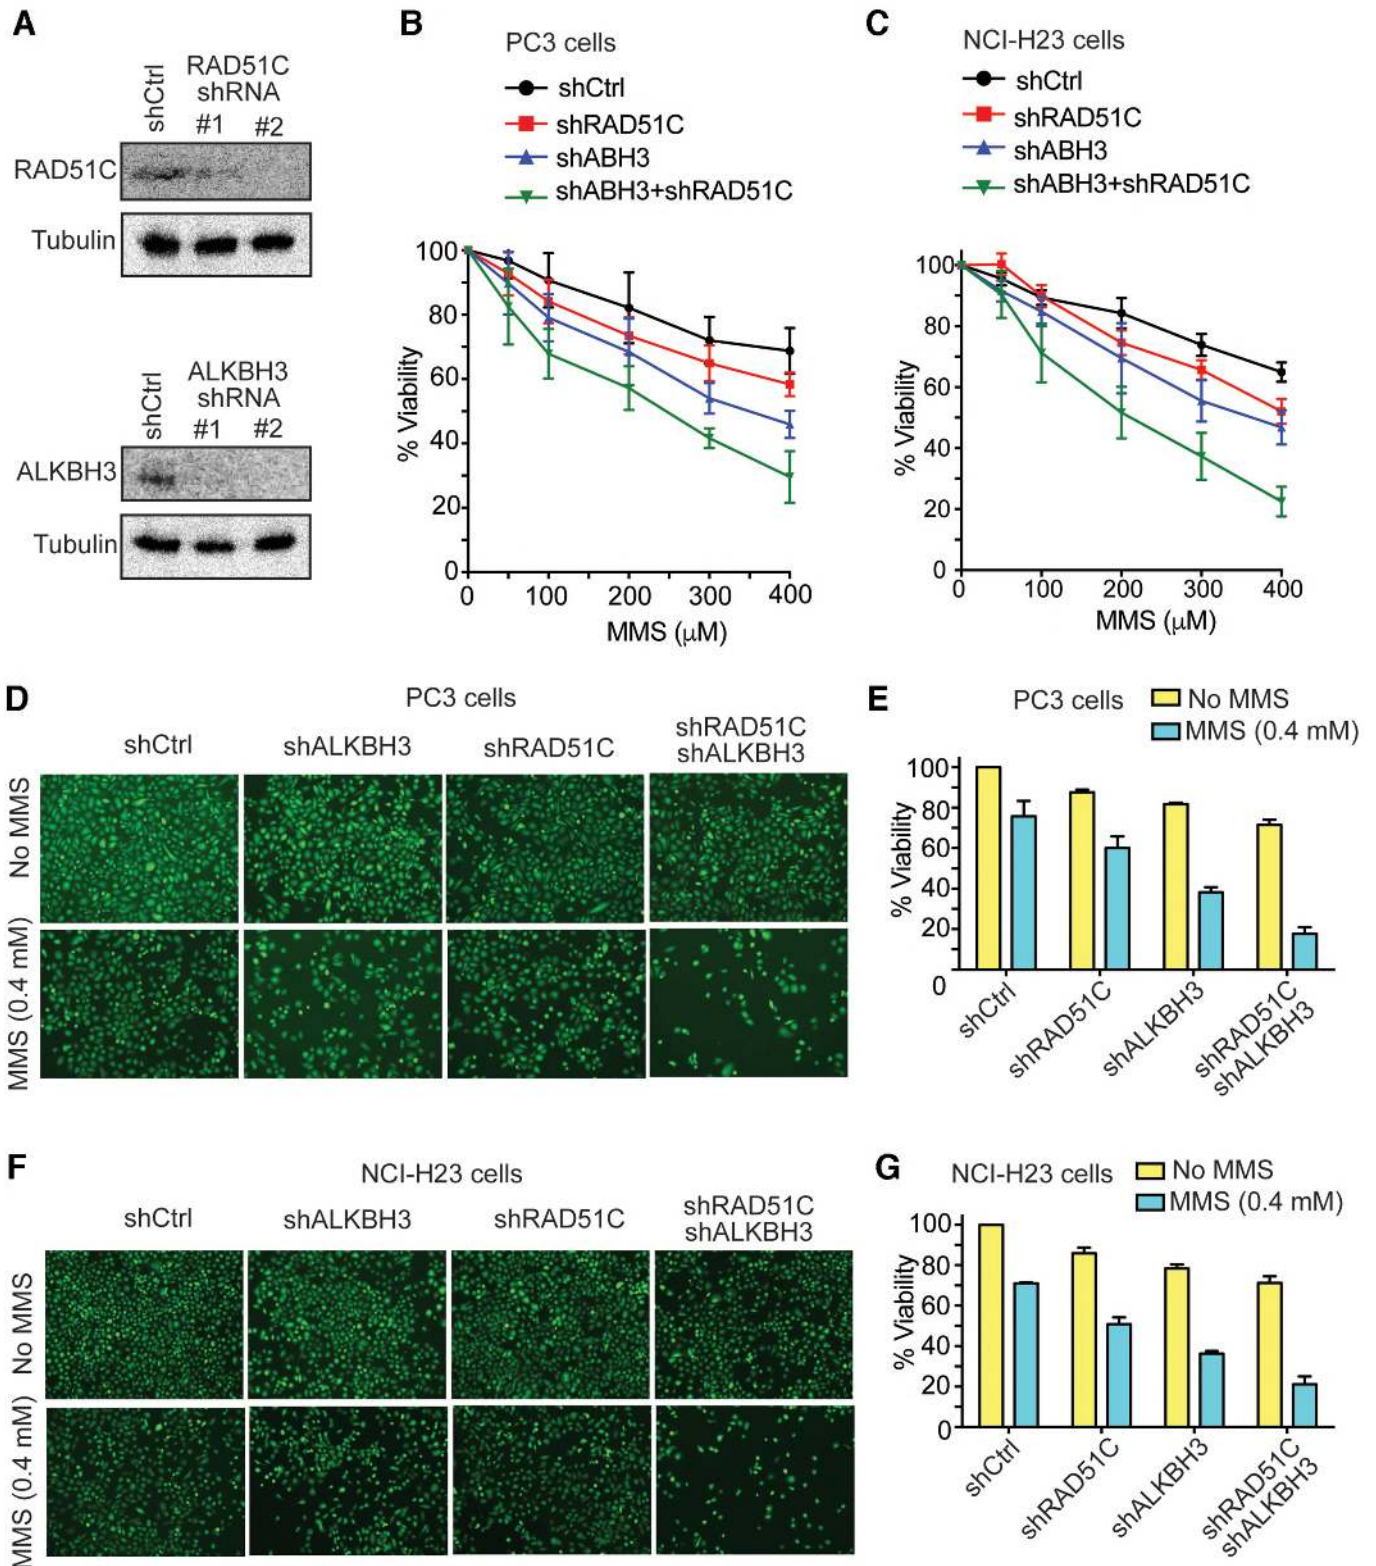 A
shCtrl
RAD51C
shRNA
#1
#2
RAD51C
Tubulin
shCtrl
ALKBH3
shRNA
#1
#2
ALKBH3
Tubulin
B
PC3 cells
shCtrl
shRAD51C
shABH3
shABH3+shRAD51C
100
80
60
40
20
0
% Viability
0
100
200
300
400
MMS (μM)
C
NCI-H23 cells
shCtrl
shRAD51C
shABH3
shABH3+shRAD51C
100
80
60
40
20
0
% Viability
0
100
200
300
400
MMS (μM)
D
PC3 cells
shCtrl
shALKBH3
shRAD51C
shRAD51C
shALKBH3
No MMS
MMS (0.4 mM)
E
PC3 cells
No MMS
MMS (0.4 mM)
100
80
60
40
20
0
% Viability
shCtrl
shRAD51C
shALKBH3
shRAD51C
shALKBH3
F
NCI-H23 cells
shCtrl
shALKBH3
shRAD51C
shRAD51C
shALKBH3
No MMS
MMS (0.4 mM)
G
NCI-H23 cells
No MMS
MMS (0.4 mM)
100
80
60
40
20
0
% Viability
shCtrl
shRAD51C
shALKBH3
shRAD51C
shALKBH3